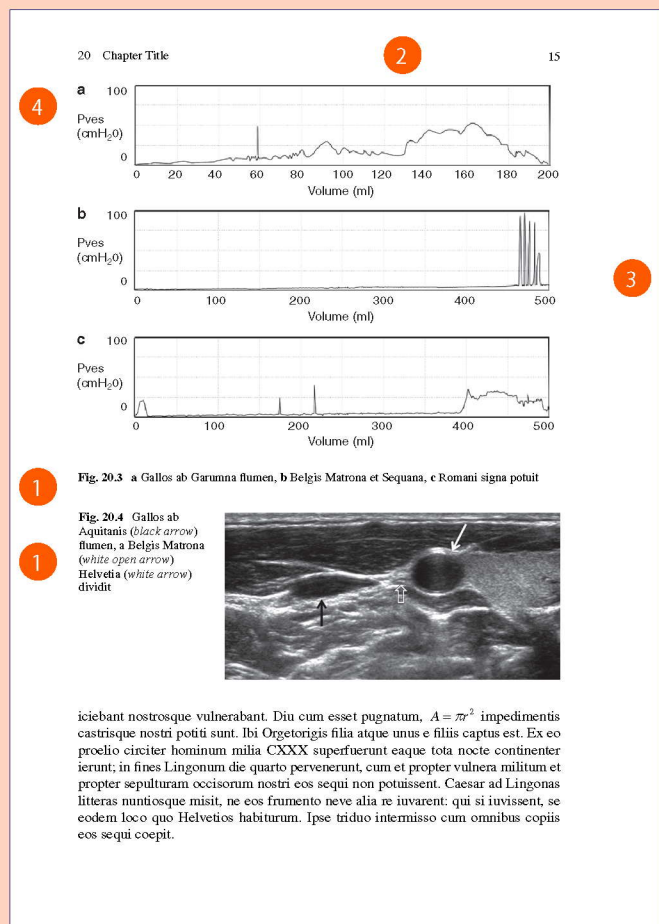 20 Chapter Title 15
2
4
a
100
Pves
(cmH20)
0
0 20 40 60 80 100 120 140 160 180 200
Volume (ml)
b
100
Pves
(cmH20)
0
0 100 200 300 400 500
Volume (ml)
3
c
100
Pves
(cmH20)
0
0 100 200 300 400 500
Volume (ml)
1
Fig. 20.3 a Gallos ab Garumna flumen, b Belgis Matrona et Sequana, c Romani signa potuit
1
Fig. 20.4 Gallos ab
Aquitanis (black arrow)
flumen, a Belgis Matrona
(white open arrow)
Helvetia (white arrow)
dividit
iciebant nostrosque vulnerabant. Diu cum esset pugnatum, A = πr² impedimentis
castrisque nostri potiti sunt. Ibi Orgetorigis filia atque unus e filiis captus est. Ex eo
proelio circiter hominum milia CXXX superfuerunt eaque tota nocte continenter
ierunt; in fines Lingonum die quarto pervenerunt, cum et propter vulnera militum et
propter sepulturam occisorum nostri eos sequi non potuissent. Caesar ad Lingonas
litteras nuntiosque misit, ne eos frumento neve alia re iuvarent: qui si iuvissent, se
eodem loco quo Helvetios habiturum. Ipse triduo intermisso cum omnibus copiis
eos sequi coepit.